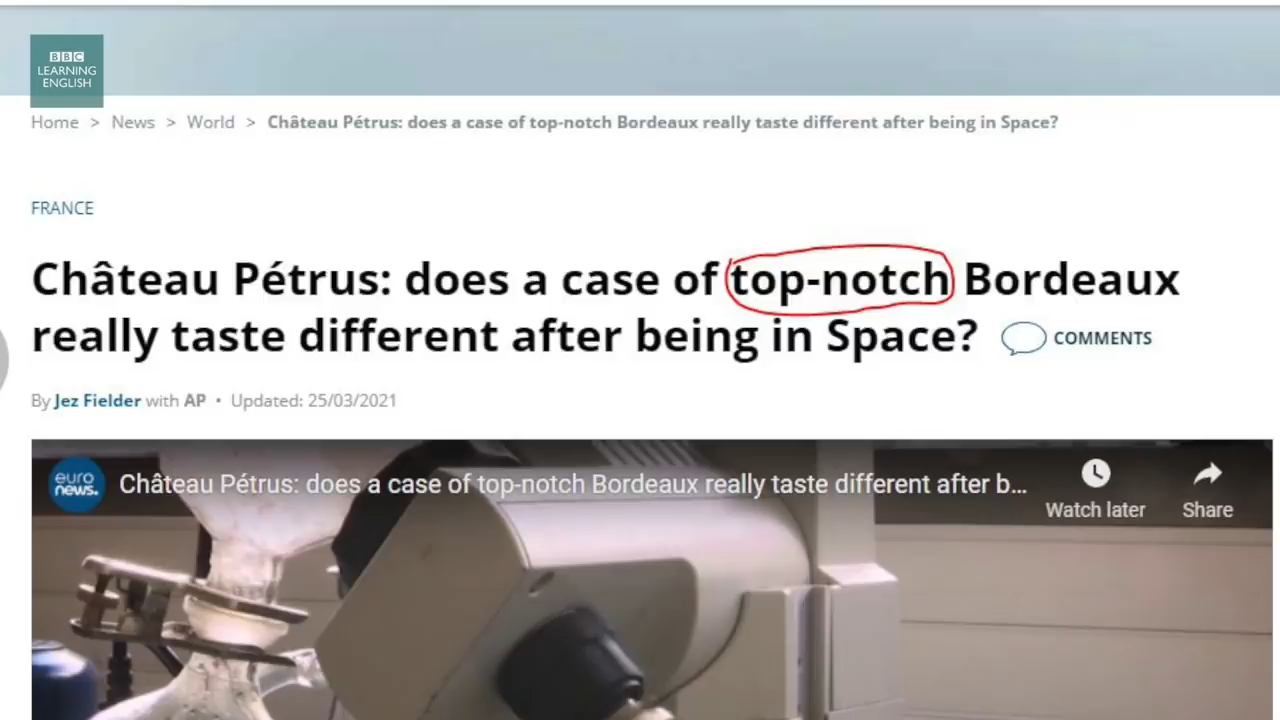 BBC
LEARNING
ENGLISH
Home > News > World > Château Pétrus: does a case of top-notch Bordeaux really taste different after being in Space?
FRANCE
Château Pétrus: does a case of top-notch Bordeaux
really taste different after being in Space?
COMMENTS
By Jez Fielder with AP • Updated: 25/03/2021
euro
news.
Château Pétrus: does a case of top-notch Bordeaux really taste different after b...
Watch later
Share